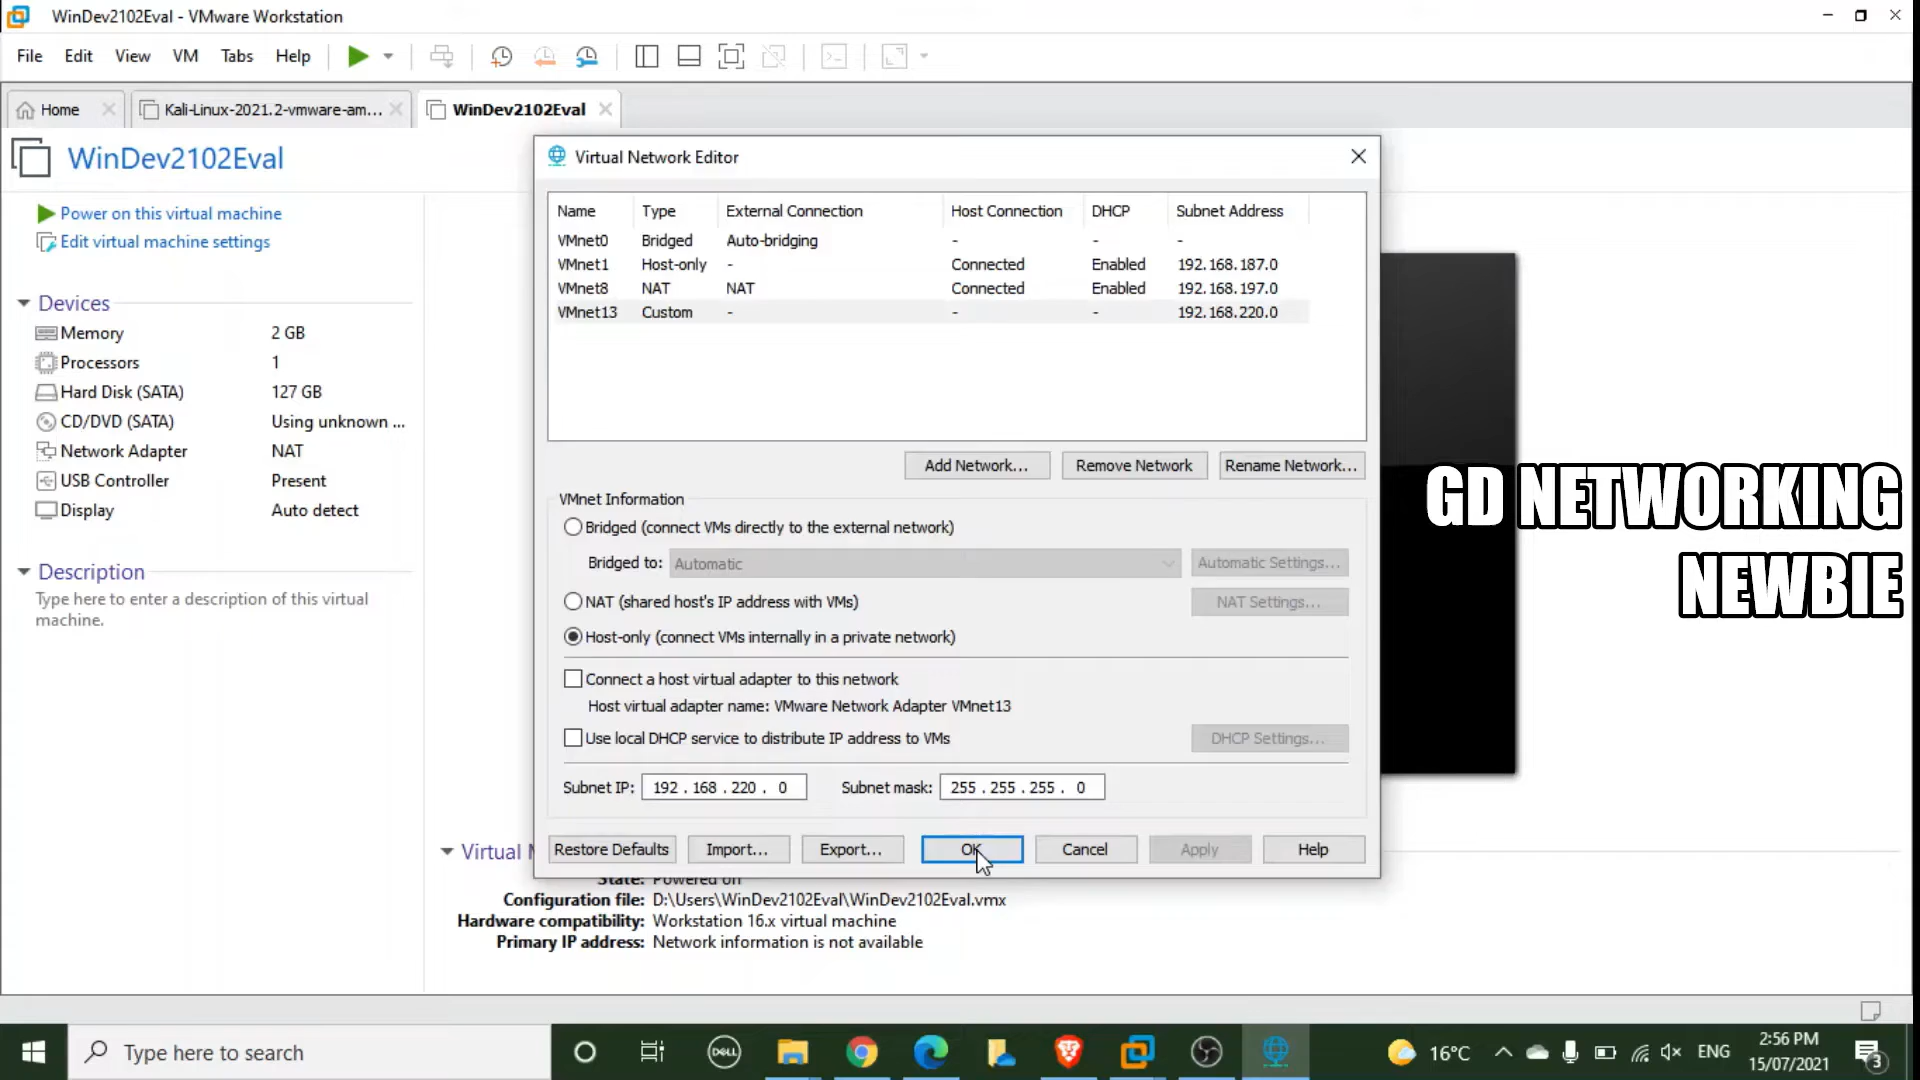 WinDev2102Eval - VMware Workstation
File Edit View VM Tabs Help
Home Kali-Linux-2021.2-vmware-am... WinDev2102Eval
WinDev2102Eval
Power on this virtual machine
Edit virtual machine settings
Devices
Memory 2 GB
Processors 1
Hard Disk (SATA) 127 GB
CD/DVD (SATA) Using unknown ...
Network Adapter NAT
USB Controller Present
Display Auto detect
Description
Type here to enter a description of this virtual
machine.
Virtual Network Editor
Name Type External Connection Host Connection DHCP Subnet Address
VMnet0 Bridged Auto-bridging - - -
VMnet1 Host-only - Connected Enabled 192.168.187.0
VMnet8 NAT NAT Connected Enabled 192.168.197.0
VMnet13 Custom - - - 192.168.220.0
Add Network... Remove Network Rename Network...
VMnet Information
Bridged (connect VMs directly to the external network)
Bridged to: Automatic Automatic Settings...
NAT (shared host's IP address with VMs) NAT Settings...
Host-only (connect VMs internally in a private network)
Connect a host virtual adapter to this network
Host virtual adapter name: VMware Network Adapter VMnet13
Use local DHCP service to distribute IP address to VMs DHCP Settings...
Subnet IP: 192 . 168 . 220 . 0 Subnet mask: 255 . 255 . 255 . 0
Restore Defaults Import... Export... OK Cancel Apply Help
GD NETWORKING
NEWBIE
Virtual
State: Powered off
Configuration file: D:\Users\WinDev2102Eval\WinDev2102Eval.vmx
Hardware compatibility: Workstation 16.x virtual machine
Primary IP address: Network information is not available
Type here to search
DELL
16°C
ENG
2:56 PM
15/07/2021
3